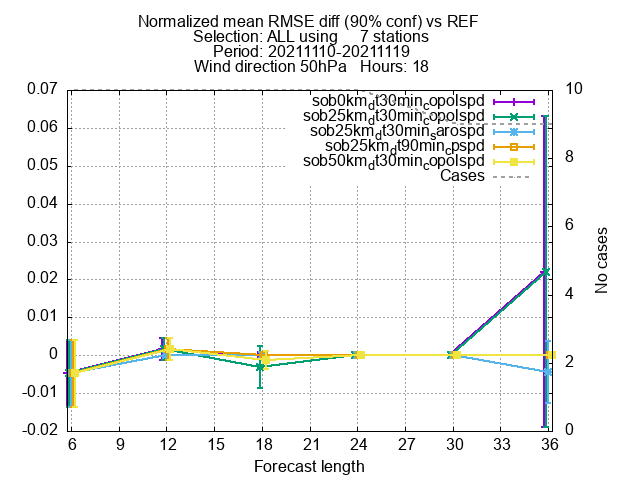 Normalized mean RMSE diff (90% conf) vs REF
Selection: ALL using     7 stations
Period: 20211110-20211119
Wind direction 50hPa   Hours: 18
sob0km_dt30min_copolspd
sob25km_dt30min_copolspd
sob25km_dt30min_sarospd
sob25km_dt90min_cpspd
sob50km_dt30min_copolspd
Cases
0.07
0.06
0.05
0.04
0.03
0.02
0.01
0
-0.01
-0.02
10
8
6
4
2
0
No cases
6 9 12 15 18 21 24 27 30 33 36
Forecast length